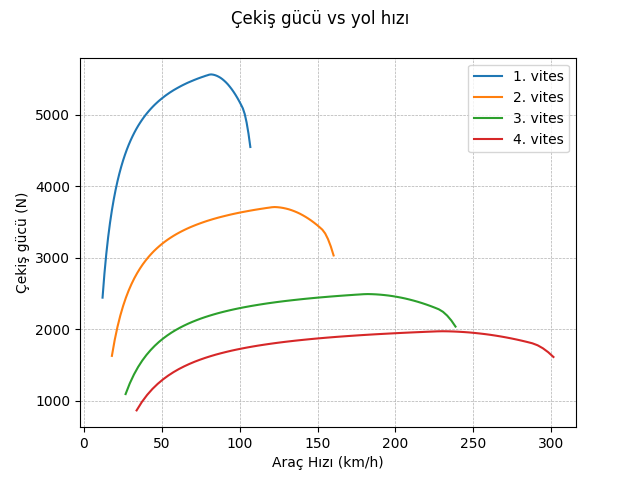 Çekiş gücü vs yol hızı
1. vites
2. vites
3. vites
4. vites
Çekiş gücü (N)
5000
4000
3000
2000
1000
0 50 100 150 200 250 300
Araç Hızı (km/h)